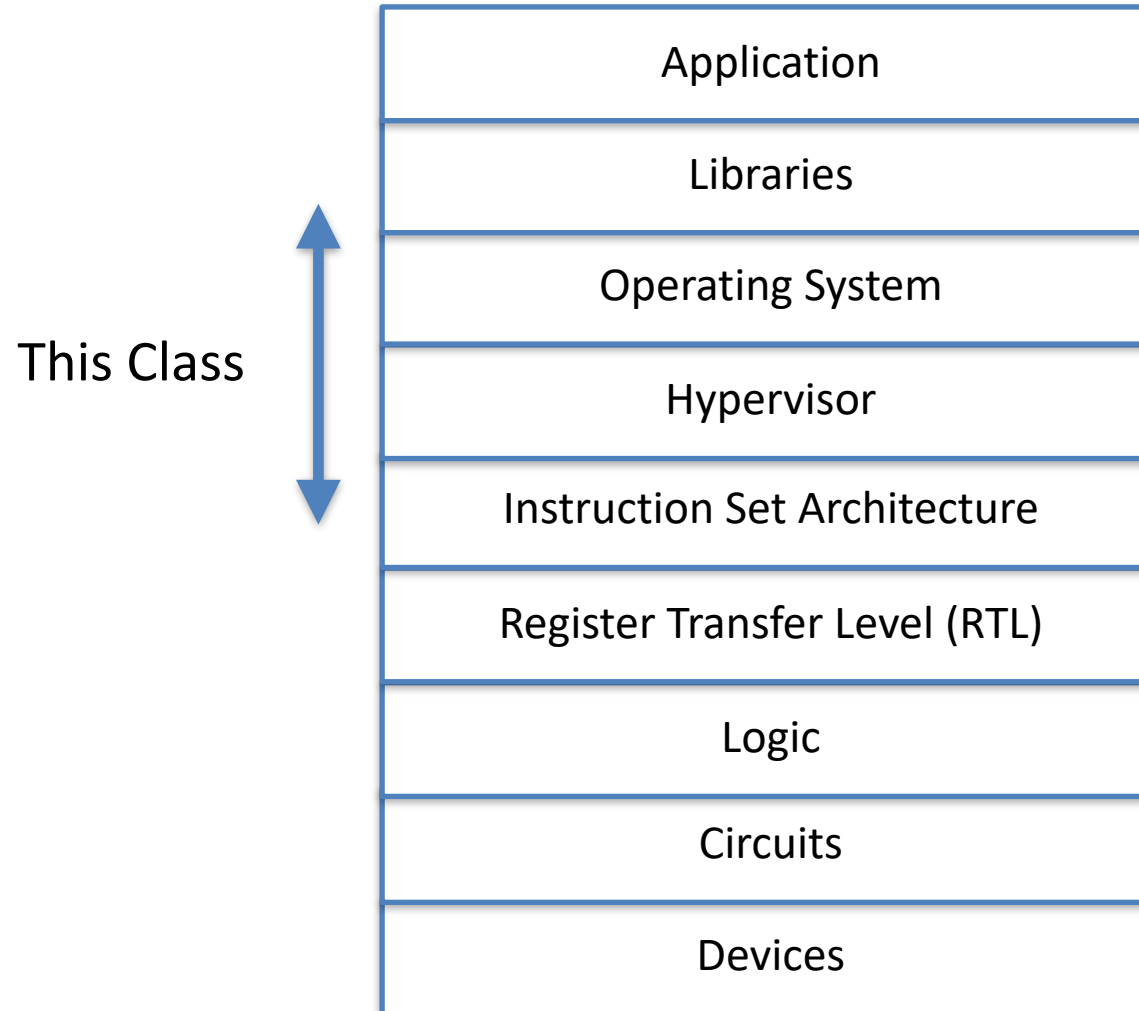 Application
Libraries
Operating System
This Class
Hypervisor
Instruction Set Architecture
Register Transfer Level (RTL)
Logic
Circuits
Devices